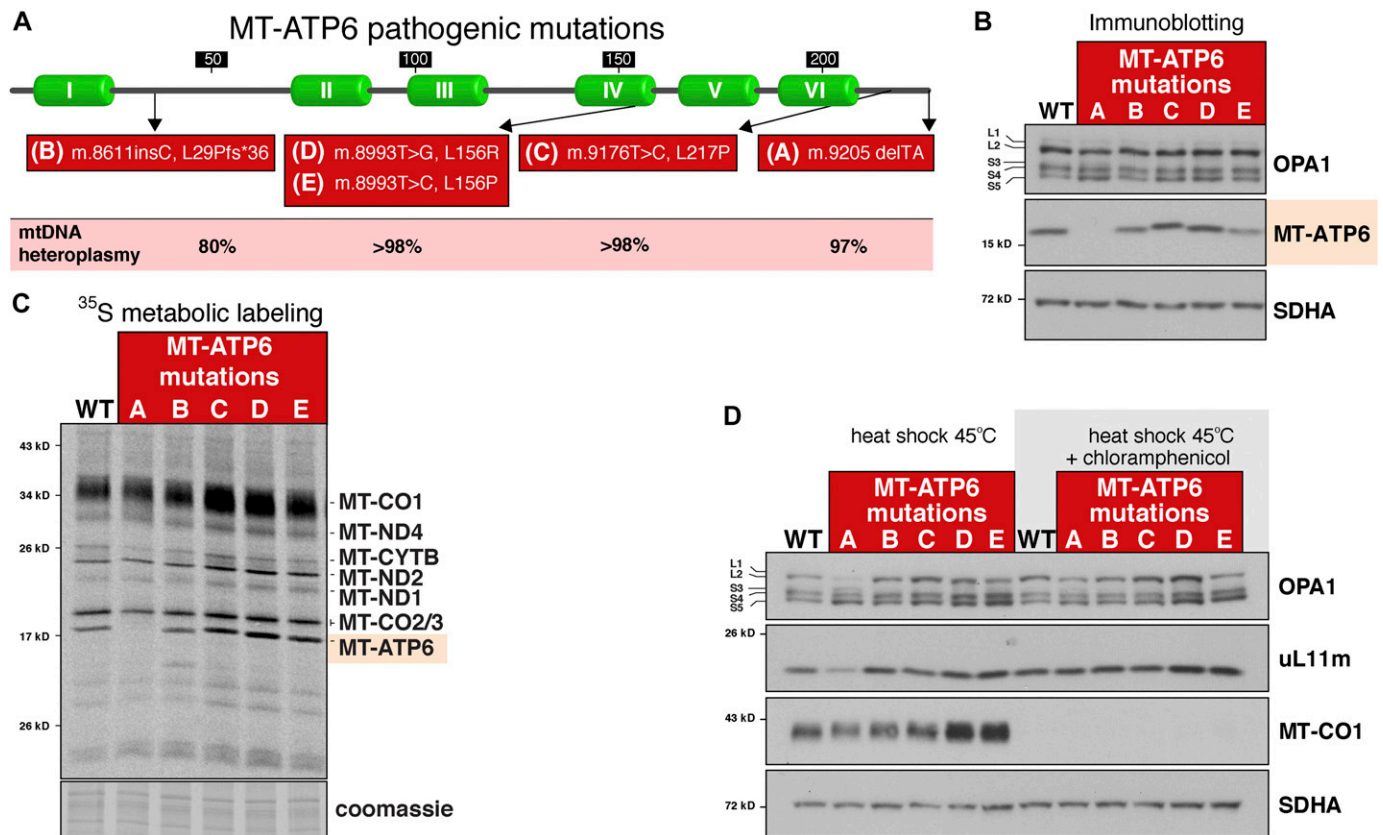 A
MT-ATP6 pathogenic mutations
50 100 150 200
I II III IV V VI
(B) m.8611insC, L29Pfs*36
(D) m.8993T>G, L156R
(E) m.8993T>C, L156P
(C) m.9176T>C, L217P
(A) m.9205 delTA
mtDNA
heteroplasmy
80% >98% >98% 97%
B
Immunoblotting
MT-ATP6
mutations
WT A B C D E
L1
L2
S3
S4
S5
OPA1
MT-ATP6
15 kD
72 kD
SDHA
C
35S metabolic labeling
MT-ATP6
mutations
WT A B C D E
43 kD
34 kD
26 kD
17 kD
26 kD
MT-CO1
MT-ND4
MT-CYTB
MT-ND2
MT-ND1
MT-CO2/3
MT-ATP6
coomassie
D
heat shock 45°C
heat shock 45°C
+ chloramphenicol
MT-ATP6
mutations
MT-ATP6
mutations
WT A B C D E WT A B C D E
L1
L2
S3
S4
S5
OPA1
26 kD
uL11m
43 kD
MT-CO1
72 kD
SDHA